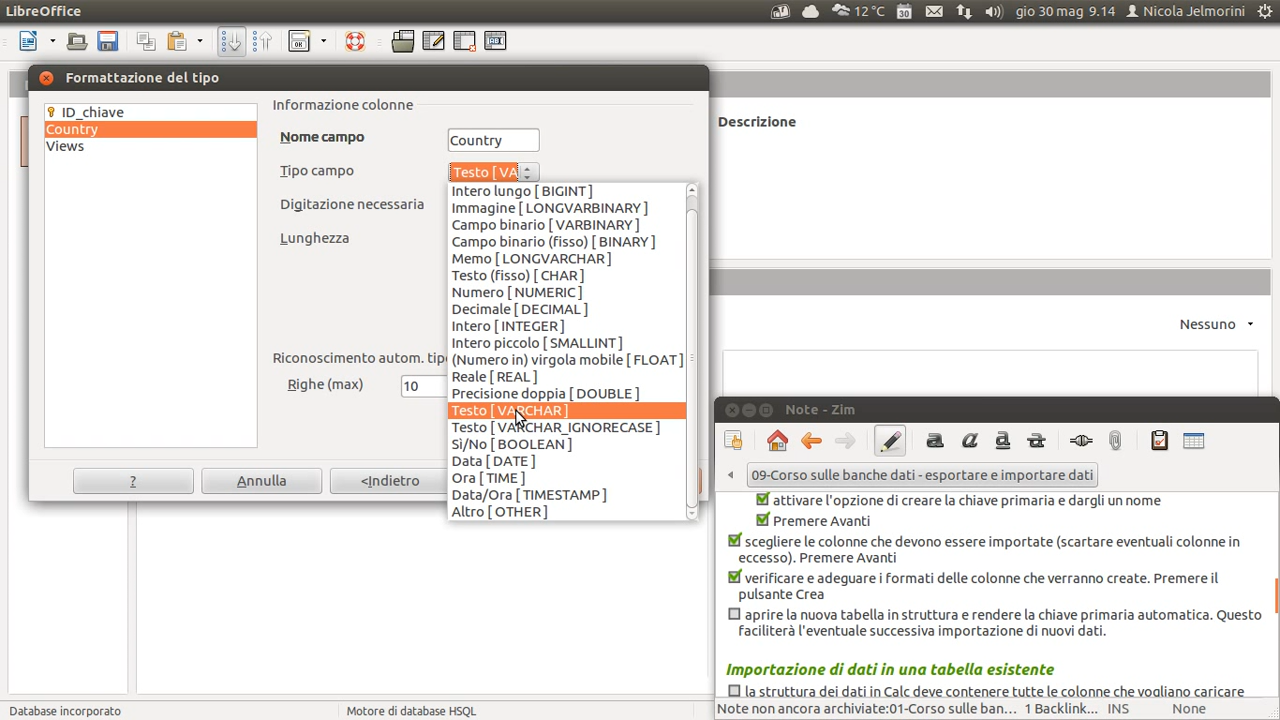 LibreOffice
12 °C
gio 30 mag 9.14
Nicola Jelmorini
Formattazione del tipo
ID_chiave
Country
Views
Informazione colonne
Nome campo
Country
Tipo campo
Testo [ VA
Digitazione necessaria
Lunghezza
Intero lungo [ BIGINT ]
Immagine [ LONGVARBINARY ]
Campo binario [ VARBINARY ]
Campo binario (fisso) [ BINARY ]
Memo [ LONGVARCHAR ]
Testo (fisso) [ CHAR ]
Numero [ NUMERIC ]
Decimale [ DECIMAL ]
Intero [ INTEGER ]
Intero piccolo [ SMALLINT ]
(Numero in) virgola mobile [ FLOAT ]
Reale [ REAL ]
Precisione doppia [ DOUBLE ]
Testo [ VARCHAR ]
Testo [ VARCHAR_IGNORECASE ]
Sì/No [ BOOLEAN ]
Data [ DATE ]
Ora [ TIME ]
Data/Ora [ TIMESTAMP ]
Altro [ OTHER ]
Riconoscimento autom. tipo
Righe (max)
10
?
Annulla
<Indietro
Descrizione
Nessuno
Note - Zim
09-Corso sulle banche dati - esportare e importare dati
attivare l'opzione di creare la chiave primaria e dargli un nome
Premere Avanti
scegliere le colonne che devono essere importate (scartare eventuali colonne in
eccesso). Premere Avanti
verificare e adeguare i formati delle colonne che verranno create. Premere il
pulsante Crea
aprire la nuova tabella in struttura e rendere la chiave primaria automatica. Questo
faciliterà l'eventuale successiva importazione di nuovi dati.
Importazione di dati in una tabella esistente
la struttura dei dati in Calc deve contenere tutte le colonne che vogliano caricare
Note non ancora archiviate:01-Corso sulle ban... 1 Backlink... INS None
Database incorporato
Motore di database HSQL